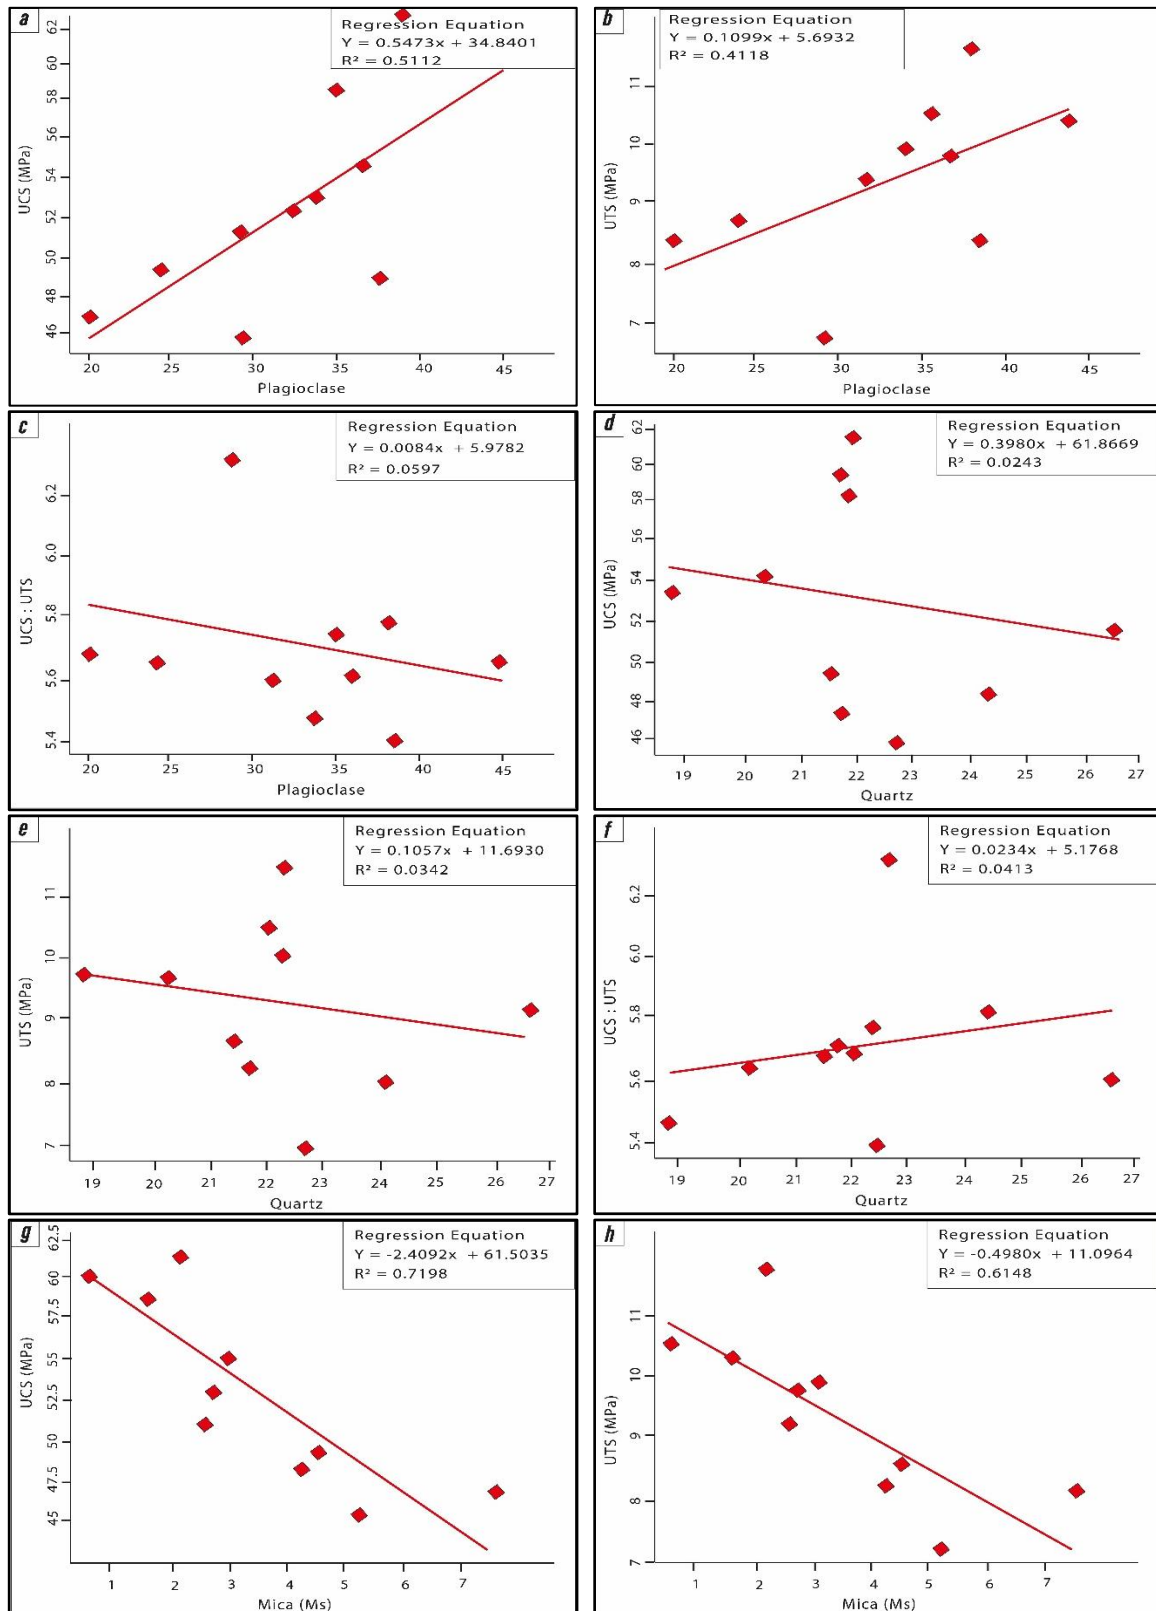 a
Regression Equation
Y = 0.5473x + 34.8401
R² = 0.5112
UCS (MPa)
62
60
58
56
54
52
50
48
46
20 25 30 35 40 45
Plagioclase
b
Regression Equation
Y = 0.1099x + 5.6932
R² = 0.4118
UTS (MPa)
11
10
9
8
7
20 25 30 35 40 45
Plagioclase
c
Regression Equation
Y = 0.0084x + 5.9782
R² = 0.0597
UCS : UTS
6.2
6.0
5.8
5.6
5.4
20 25 30 35 40 45
Plagioclase
d
Regression Equation
Y = 0.3980x + 61.8669
R² = 0.0243
UCS (MPa)
62
60
58
56
54
52
50
48
46
19 20 21 22 23 24 25 26 27
Quartz
e
Regression Equation
Y = 0.1057x + 11.6930
R² = 0.0342
UTS (MPa)
11
10
9
8
7
19 20 21 22 23 24 25 26 27
Quartz
f
Regression Equation
Y = 0.0234x + 5.1768
R² = 0.0413
UCS : UTS
6.2
6.0
5.8
5.6
5.4
19 20 21 22 23 24 25 26 27
Quartz
g
Regression Equation
Y = -2.4092x + 61.5035
R² = 0.7198
UCS (MPa)
62.5
60
57.5
55
52.5
50
47.5
45
1 2 3 4 5 6 7
Mica (Ms)
h
Regression Equation
Y = -0.4980x + 11.0964
R² = 0.6148
UTS (MPa)
11
10
9
8
7
1 2 3 4 5 6 7
Mica (Ms)